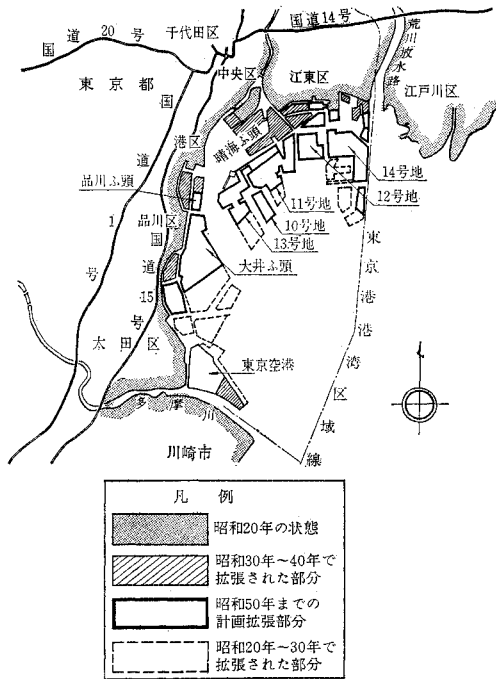 国道14号
国道20号
千代田区
荒川放水路
東京都
中央区
江東区
江戸川区
港区
晴海ふ頭
品川ふ頭
14号地
12号地
11号地
10号地
13号地
品川区
国道1号
国道15号
大井ふ頭
東京港港湾区域線
太田区
東京空港
多摩川
川崎市
凡例
昭和20年の状態
昭和30年～40年で
拡張された部分
昭和50年までの
計画拡張部分
昭和20年～30年で
拡張された部分